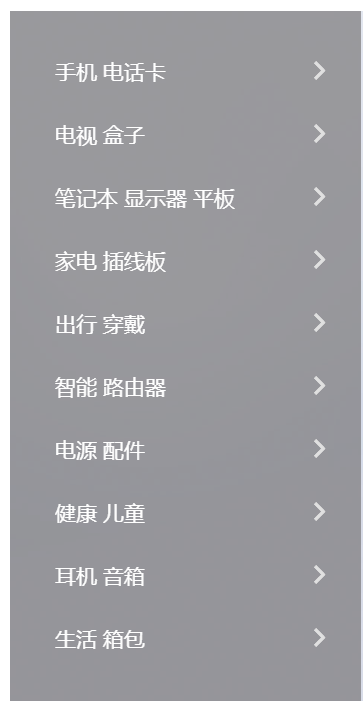 手机 电话卡
电视 盒子
笔记本 显示器 平板
家电 插线板
出行 穿戴
智能 路由器
电源 配件
健康 儿童
耳机 音箱
生活 箱包